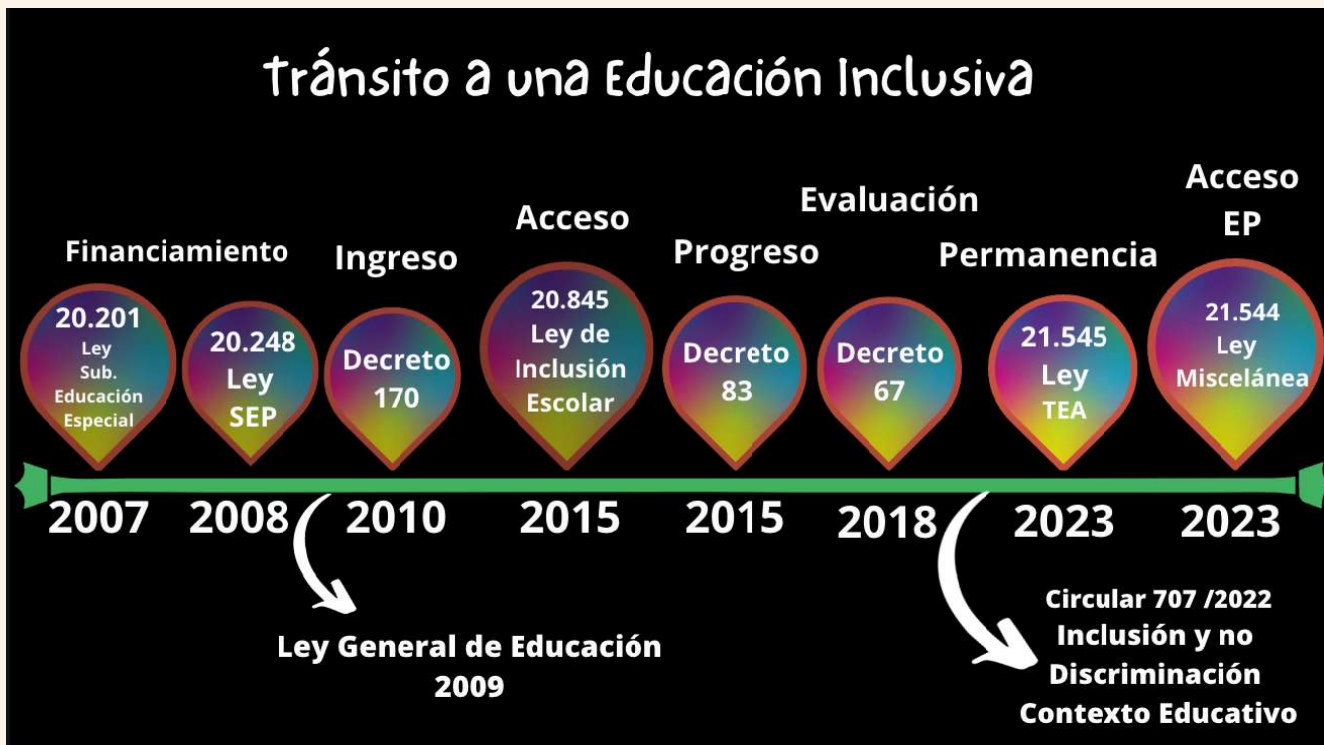 Tránsito a una Educación Inclusiva
Financiamiento
Ingreso
Acceso
Progreso
Evaluación
Permanencia
Acceso
EP
20.201
Ley
Sub.
Educación
Especial
20.248
Ley
SEP
Decreto
170
20.845
Ley de
Inclusión
Escolar
Decreto
83
Decreto
67
21.545
Ley
TEA
21.544
Ley
Miscelánea
2007
2008
2010
2015
2015
2018
2023
2023
Ley General de Educación
2009
Circular 707 /2022
Inclusión y no
Discriminación
Contexto Educativo